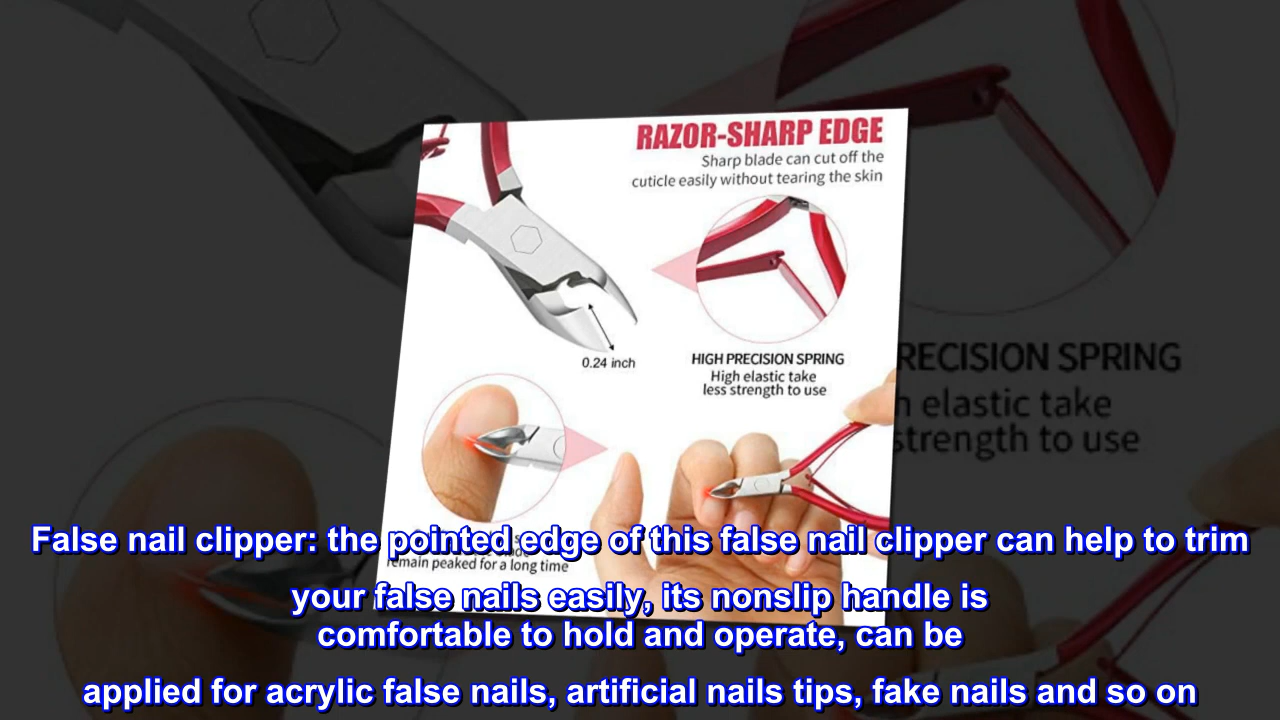 RAZOR-SHARP EDGE
Sharp blade can cut off the
cuticle easily without tearing the skin
0.24 inch
HIGH PRECISION SPRING
High elastic take
less strength to use
RECISION SPRING
elastic take
strength to use
remain peaked for a long time
False nail clipper: the pointed edge of this false nail clipper can help to trim
your false nails easily, its nonslip handle is
comfortable to hold and operate, can be
applied for acrylic false nails, artificial nails tips, fake nails and so on